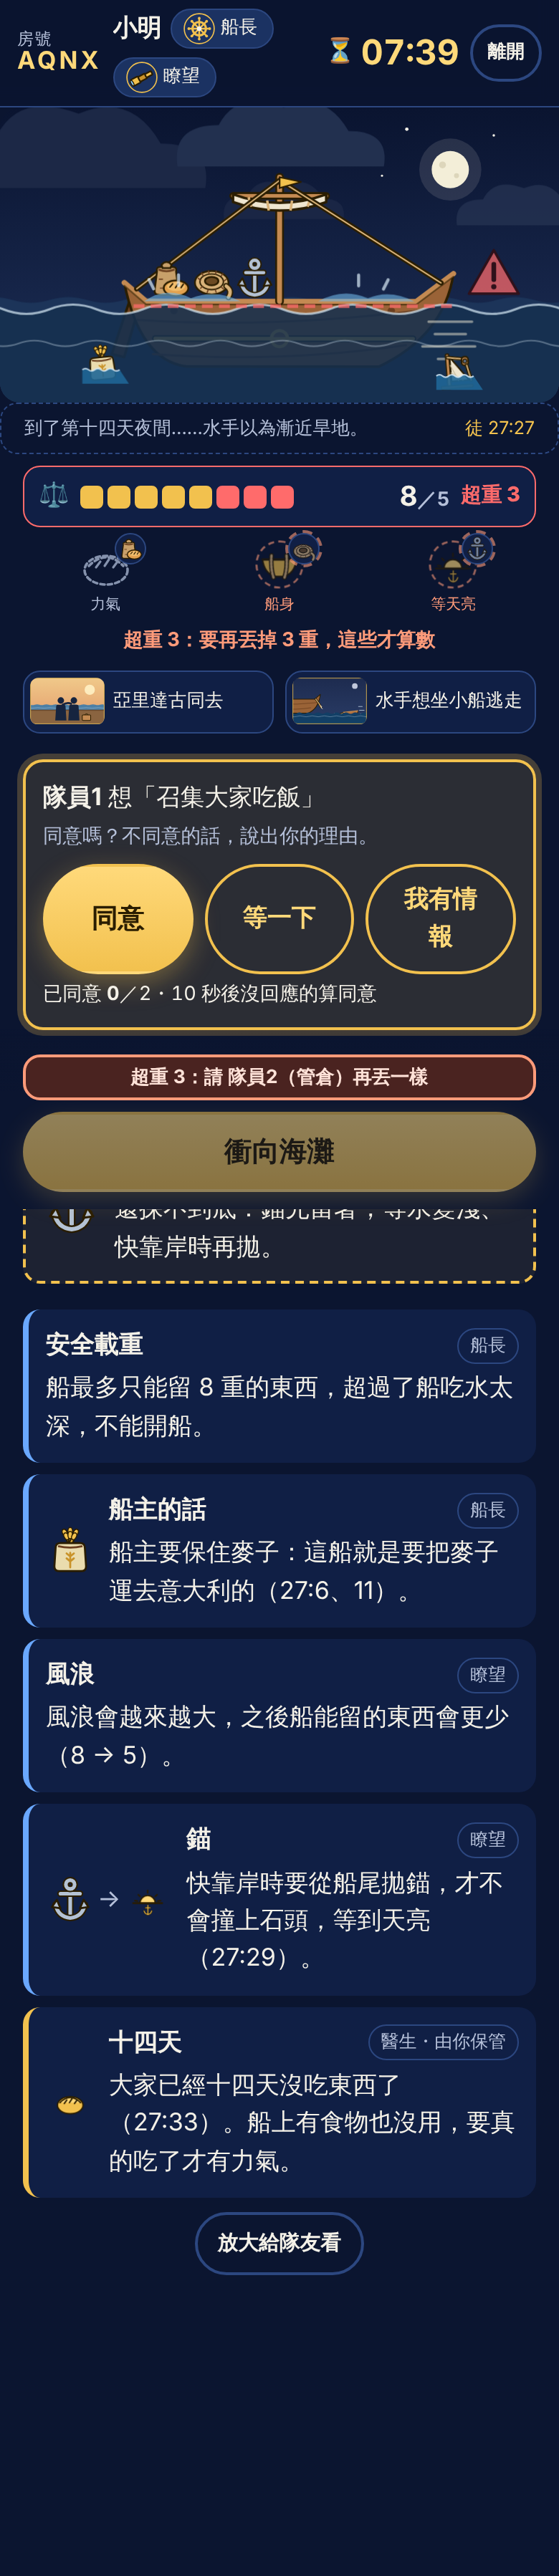 房號
AQNX
小明
船長
瞭望
07:39
離開
到了第十四天夜間……水手以為漸近旱地。
徒 27:27
8／5 超重 3
力氣
船身
等天亮
超重 3：要再丟掉 3 重，這些才算數
亞里達古同去
水手想坐小船逃走
隊員1 想「召集大家吃飯」
同意嗎？不同意的話，說出你的理由。
同意
等一下
我有情
報
已同意 0／2・10 秒後沒回應的算同意
超重 3：請 隊員2（管倉）再丟一樣
衝向海灘
快靠岸時再拋。
安全載重
船長
船最多只能留 8 重的東西，超過了船吃水太
深，不能開船。
船主的話
船長
船主要保住麥子：這船就是要把麥子
運去意大利的（27:6、11）。
風浪
瞭望
風浪會越來越大，之後船能留的東西會更少
（8 → 5）。
錨
瞭望
→
快靠岸時要從船尾拋錨，才不
會撞上石頭，等到天亮
（27:29）。
十四天
醫生・由你保管
大家已經十四天沒吃東西了
（27:33）。船上有食物也沒用，要真
的吃了才有力氣。
放大給隊友看